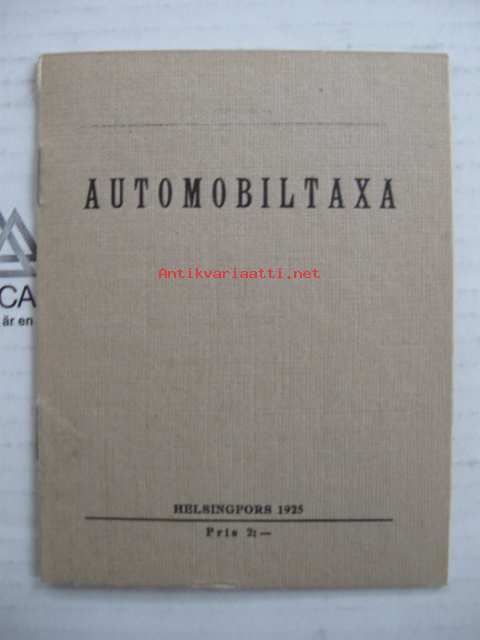 AUTOMOBILTAXA
Antikvariaatti.net
CA
är en
HELSINGFORS 1925
Pris 2:—